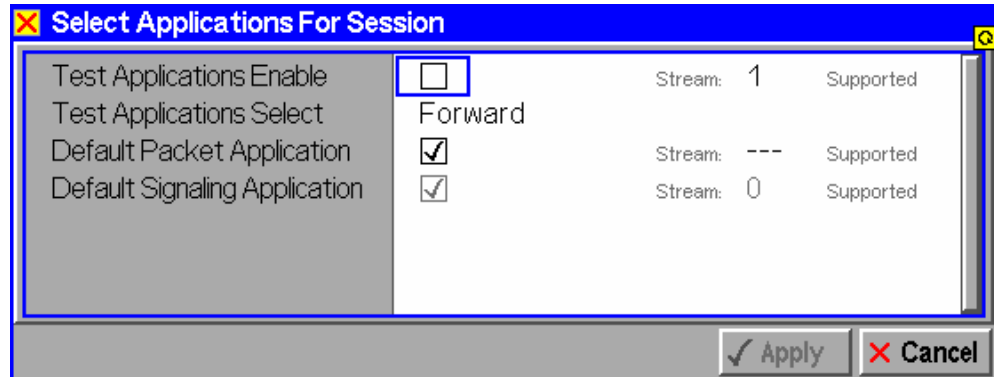 Select Applications For Session
Test Applications Enable Stream: 1 Supported
Test Applications Select Forward
Default Packet Application Stream: --- Supported
Default Signaling Application Stream: 0 Supported
Apply Cancel